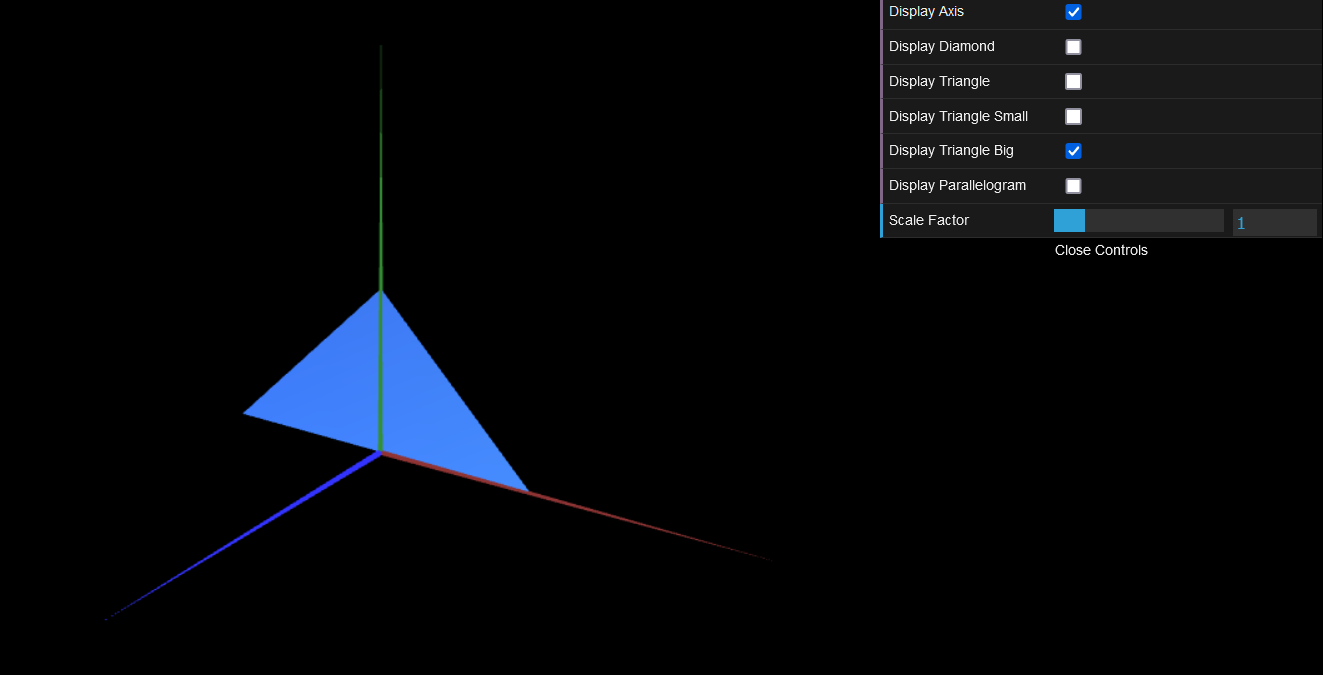 Display Axis
Display Diamond
Display Triangle
Display Triangle Small
Display Triangle Big
Display Parallelogram
Scale Factor 1
Close Controls